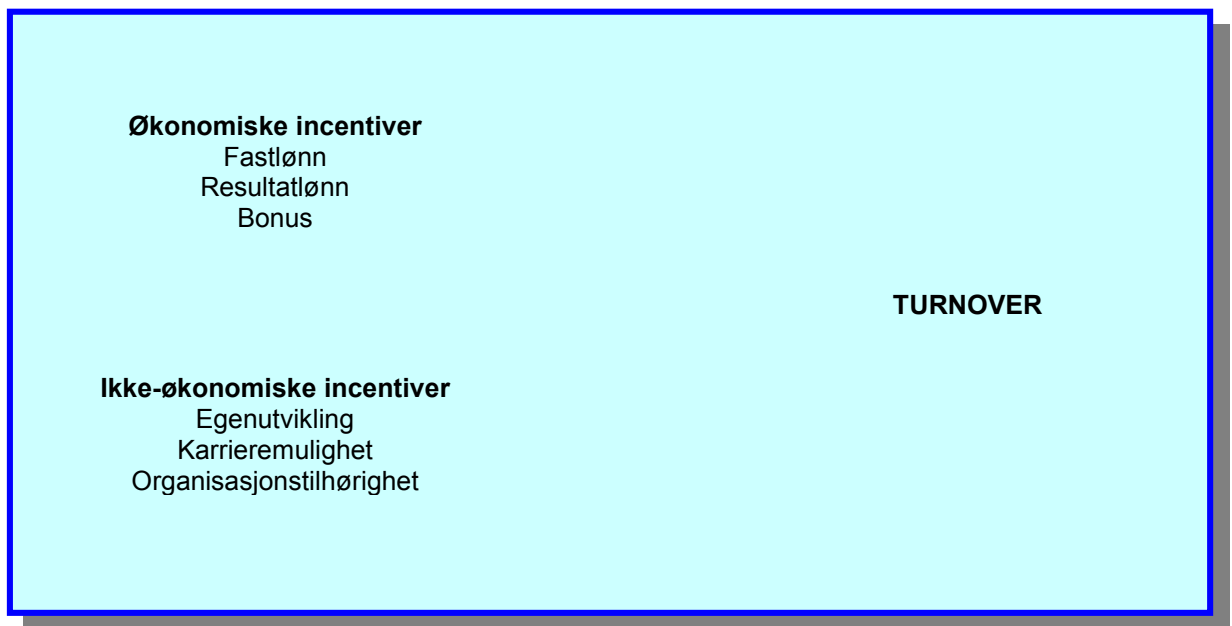 Økonomiske incentiver
Fastlønn
Resultatlønn
Bonus
TURNOVER
Ikke-økonomiske incentiver
Egenutvikling
Karrieremulighet
Organisasjonstilhørighet